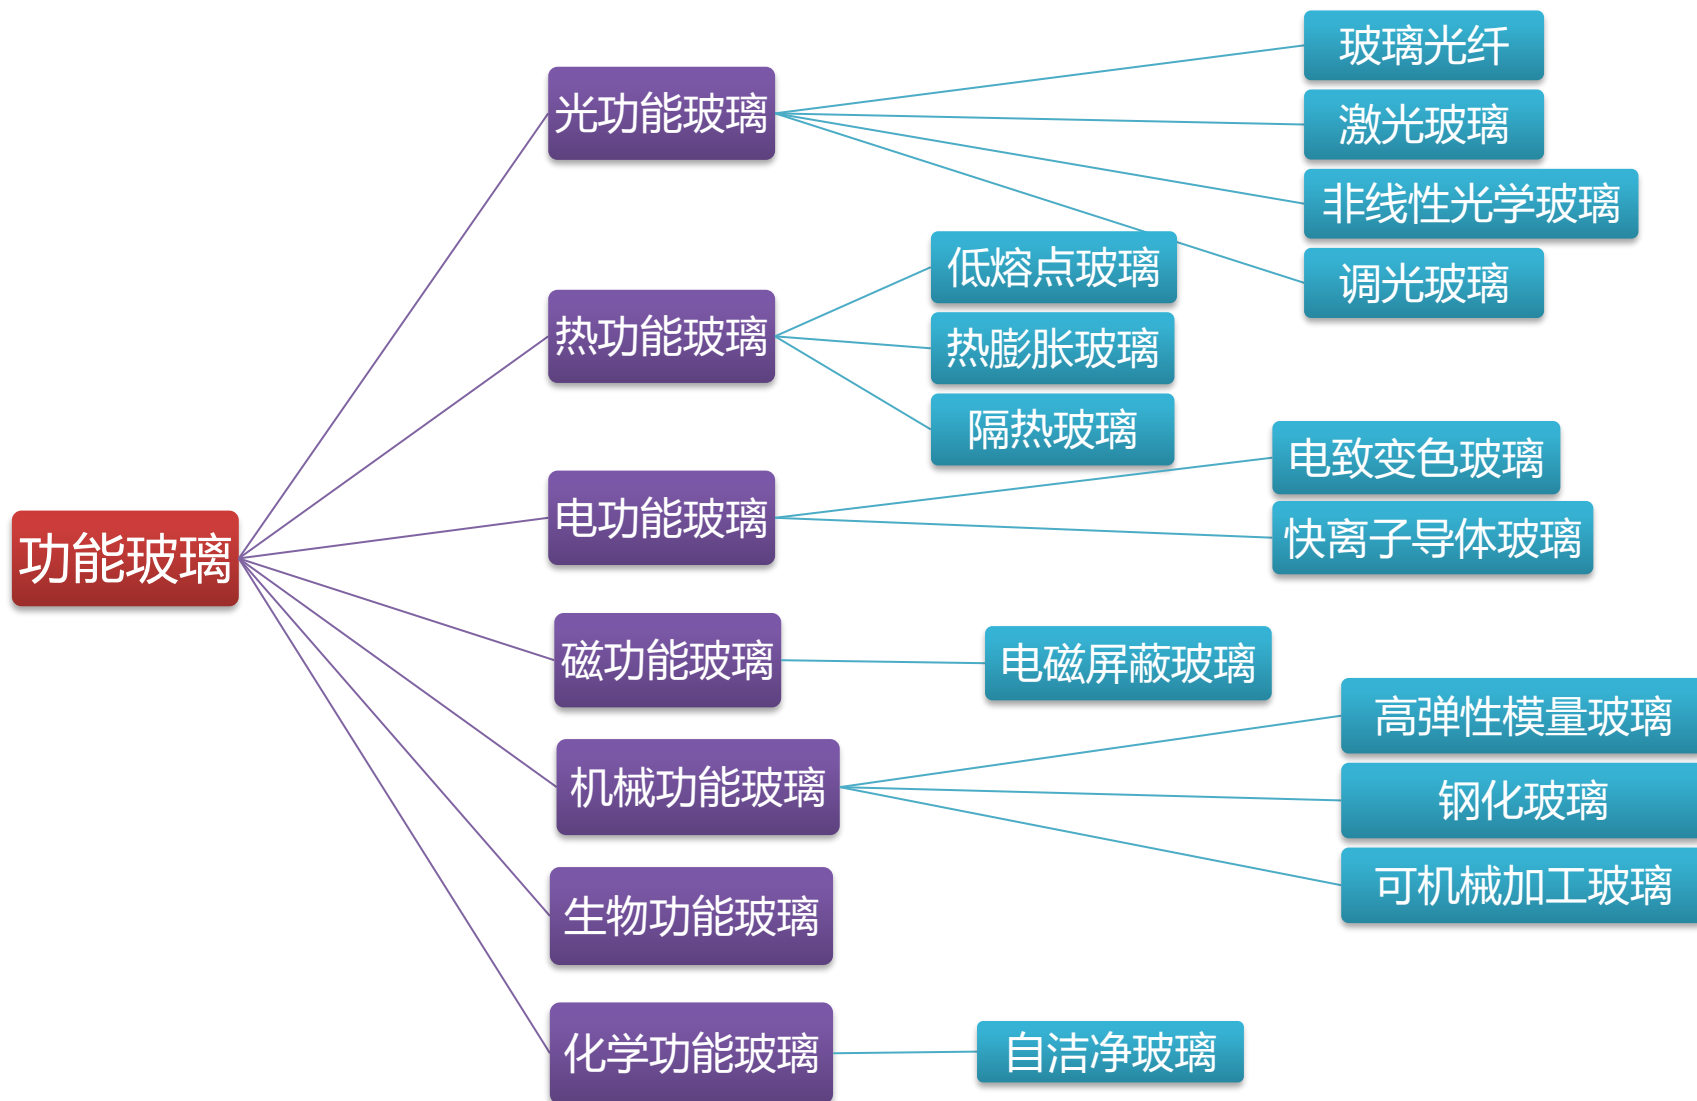 功能玻璃
光功能玻璃
玻璃光纤
激光玻璃
非线性光学玻璃
调光玻璃
热功能玻璃
低熔点玻璃
热膨胀玻璃
隔热玻璃
电功能玻璃
电致变色玻璃
快离子导体玻璃
磁功能玻璃
电磁屏蔽玻璃
机械功能玻璃
高弹性模量玻璃
钢化玻璃
可机械加工玻璃
生物功能玻璃
化学功能玻璃
自洁净玻璃